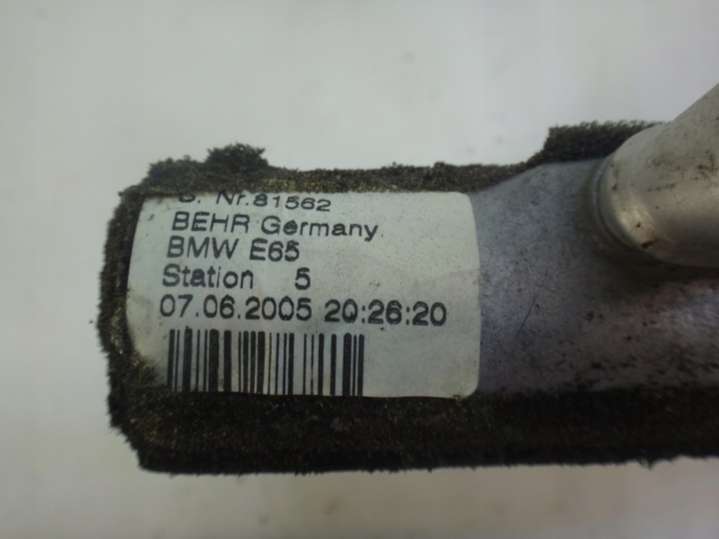 S. Nr.81562
BEHR Germany
BMW E65
Station 5
07.06.2005 20:26:20